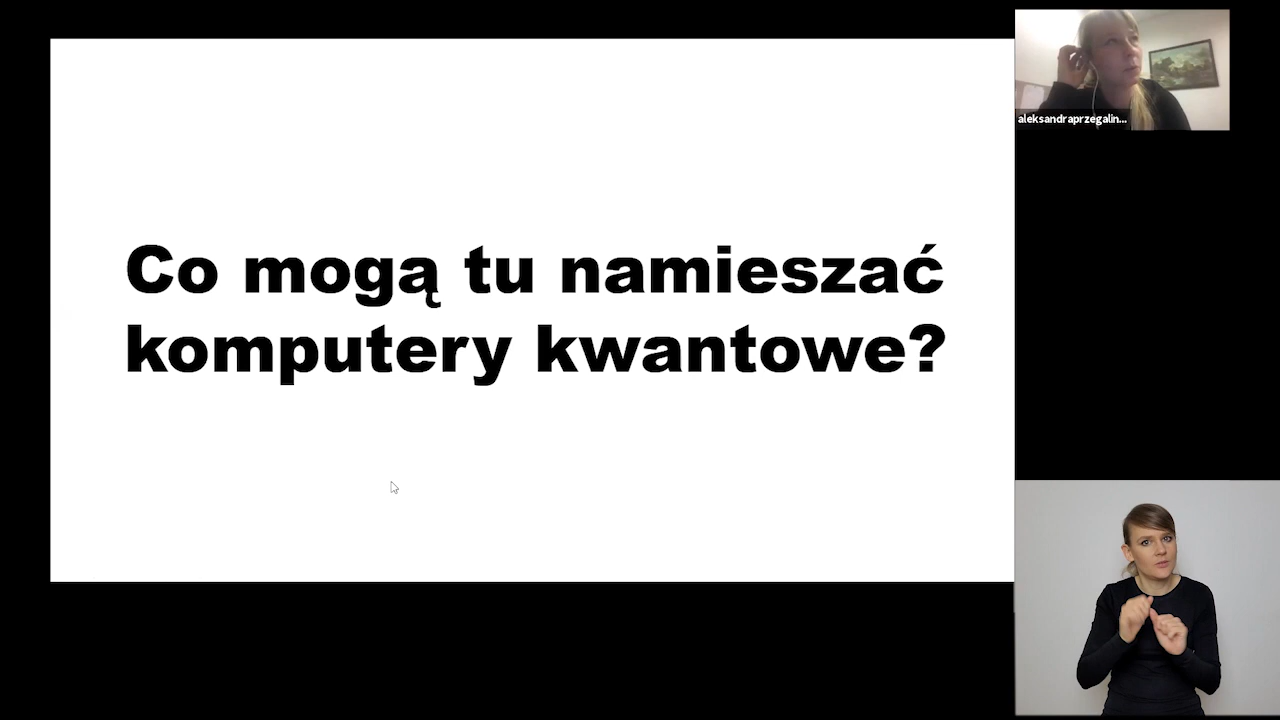 Co mogą tu namieszać
komputery kwantowe?
aleksandraprzegalin...